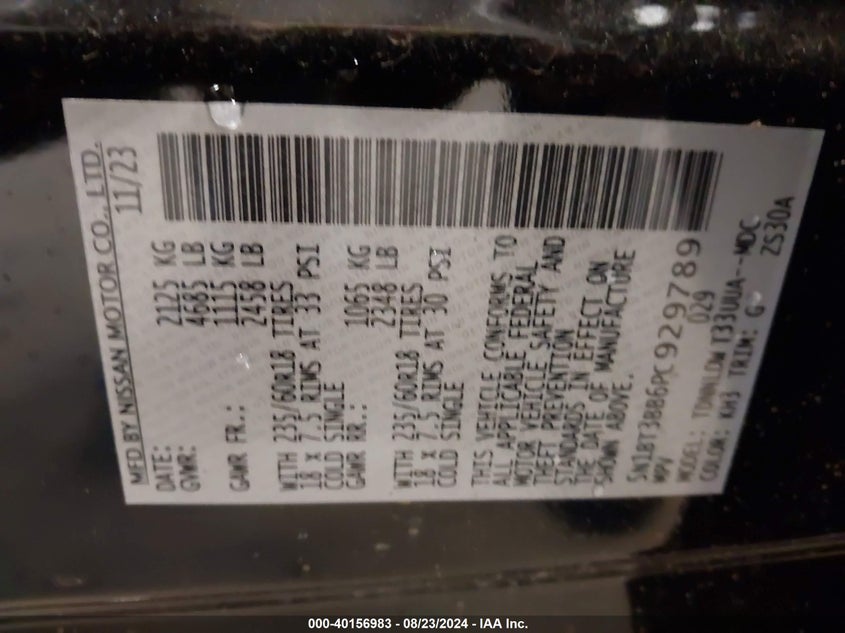 MFD BY NISSAN MOTOR CO., LTD.
DATE: 11/23
GVWR: 2125 KG
4685 LB
GAWR FR.: 1115 KG
2458 LB
WITH 235/60R18 TIRES
18 X 7.5 RIMS AT 33 PSI
COLD SINGLE
GAWR RR.: 1065 KG
2348 LB
WITH 235/60R18 TIRES
18 X 7.5 RIMS AT 30 PSI
COLD SINGLE
THIS VEHICLE CONFORMS TO
ALL APPLICABLE FEDERAL
MOTOR VEHICLE SAFETY AND
THEFT PREVENTION
STANDARDS IN EFFECT ON
THE DATE OF MANUFACTURE
SHOWN ABOVE.
5N1BT3BB6PC929789
MPV 029
MODEL: TDNNLDW T33UUA--MDC
COLOR: KH3 TRIM: G ZS30A
000-40156983 - 08/23/2024 - IAA Inc.